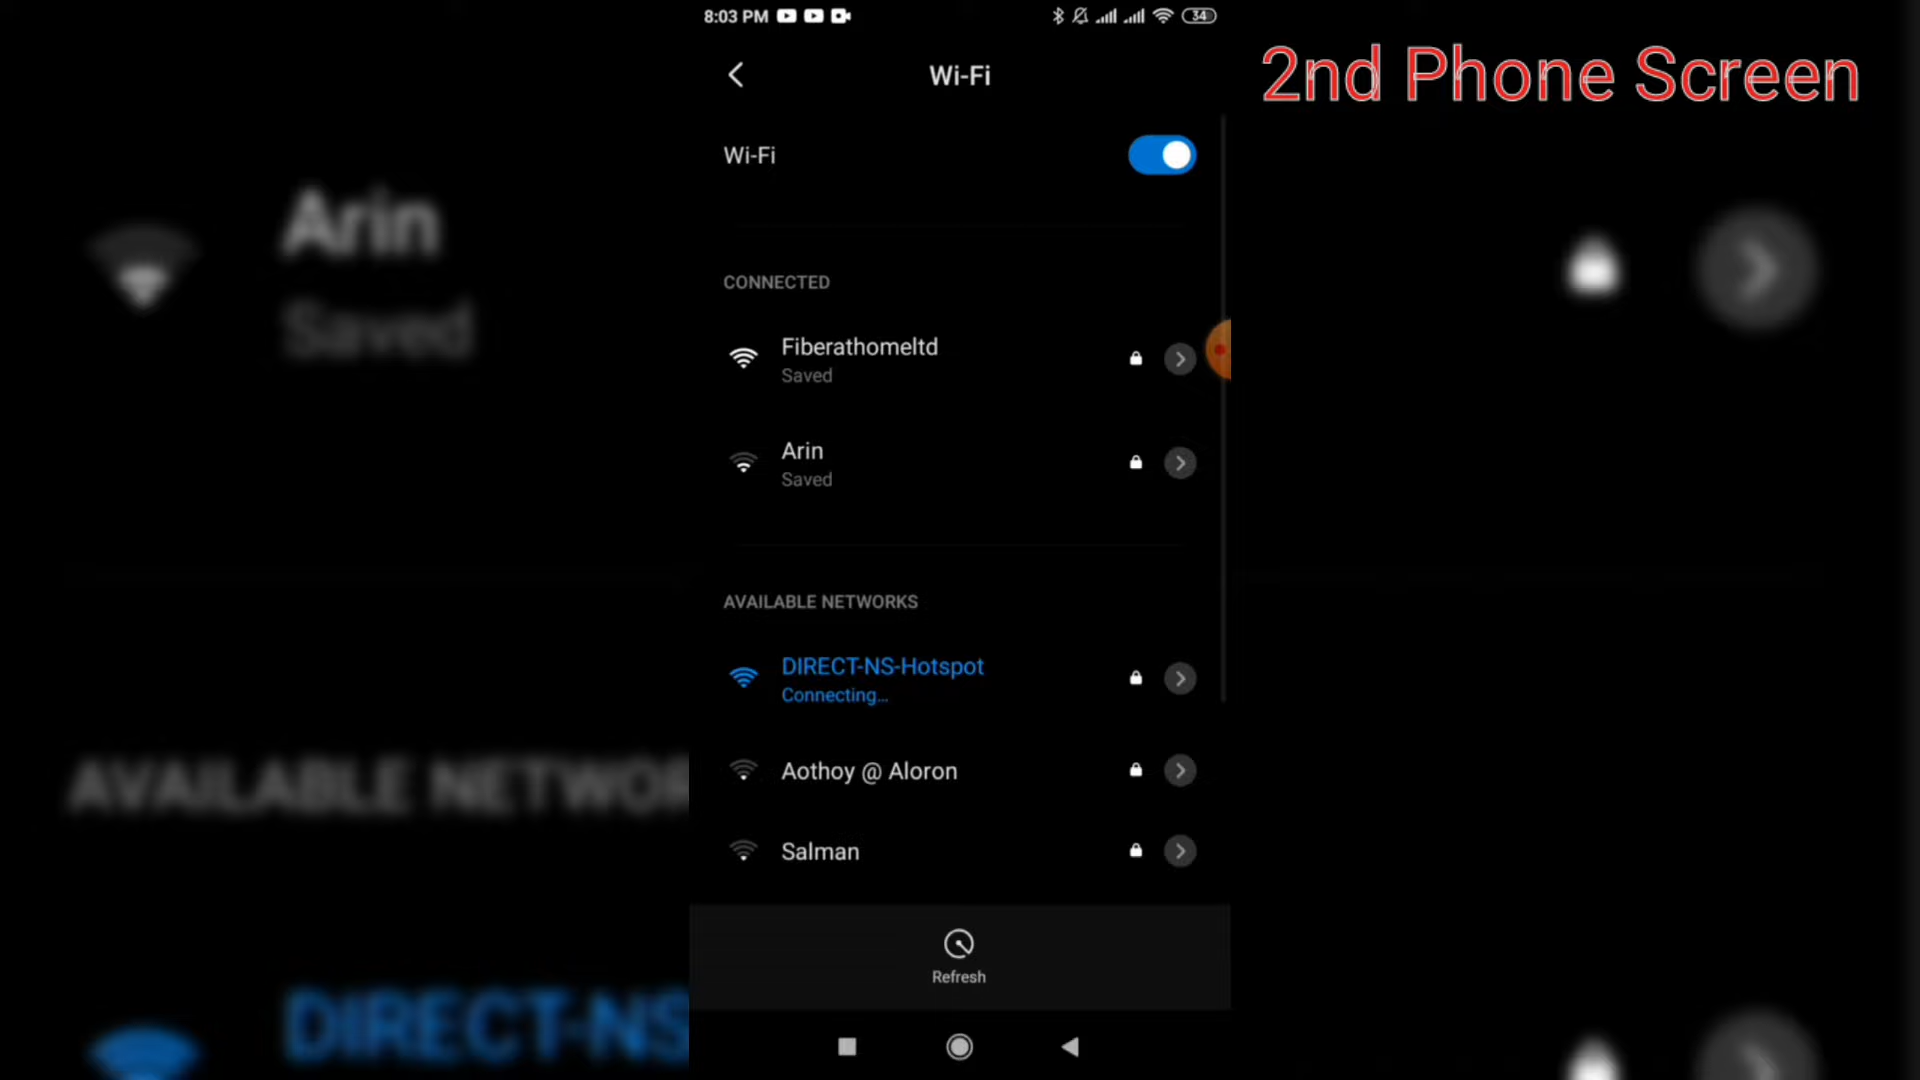 8:03 PM
34
2nd Phone Screen
Wi-Fi
Wi-Fi
CONNECTED
Fiberathomeltd
Saved
Arin
Saved
AVAILABLE NETWORKS
DIRECT-NS-Hotspot
Connecting...
Aothoy @ Aloron
Salman
Refresh
Arin
Saved
AVAILABLE NETWOR
DIRECT-NS